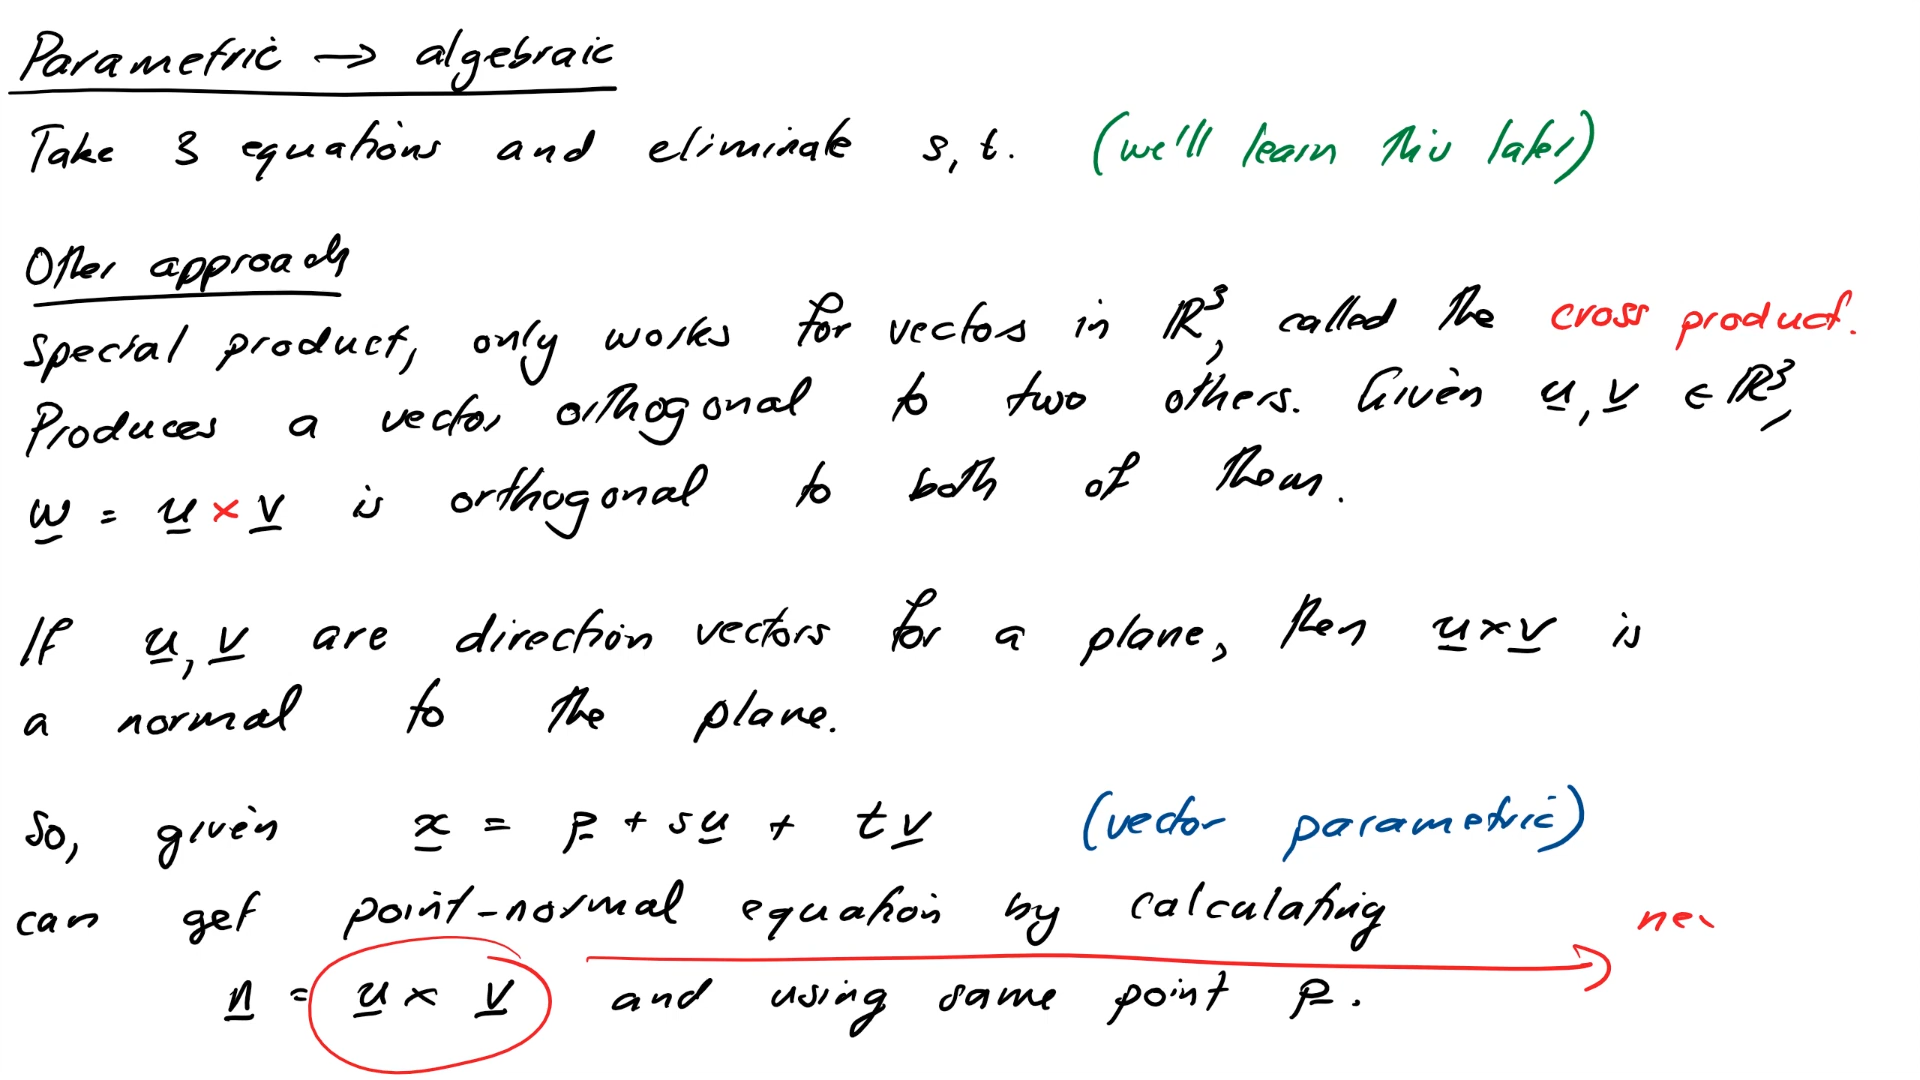 Parametric → algebraic
Take 3 equations and eliminate s, t. (we'll learn this later)
Other approach
Special product, only works for vectors in ℝ³, called the cross product.
Produces a vector orthogonal to two others. Given u, v ∈ ℝ³,
w = u × v is orthogonal to both of them.
If u, v are direction vectors for a plane, then u × v is
a normal to the plane.
So, given x = p + su + tv (vector parametric)
can get point-normal equation by calculating
n = u × v and using same point p.